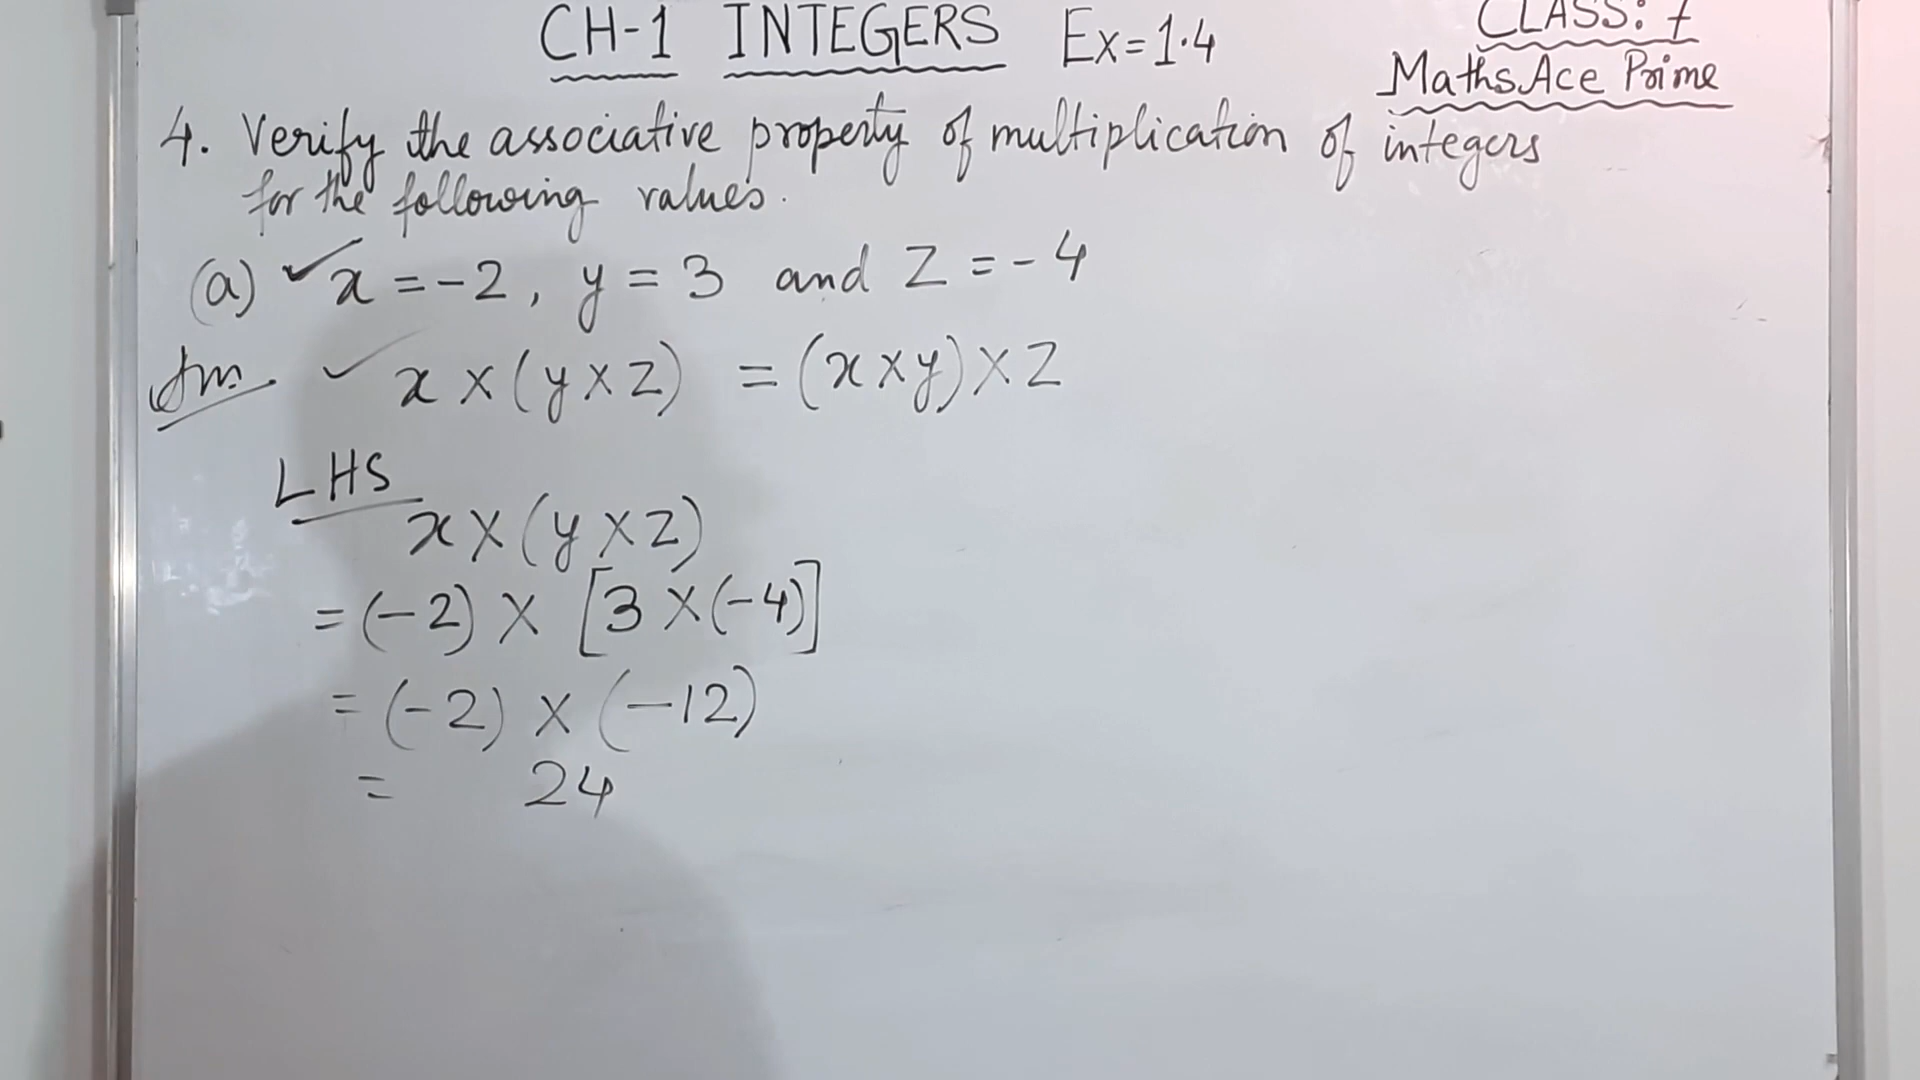 CH-1 INTEGERS Ex=1.4
CLASS: 7
Maths Ace Prime
4. Verify the associative property of multiplication of integers
for the following values.
(a) ✓ x = -2, y = 3 and Z = -4
Ans. ✓ x × (y × z) = (x × y) × z
LHS
x × (y × z)
= (-2) × [3 × (-4)]
= (-2) × (-12)
= 24